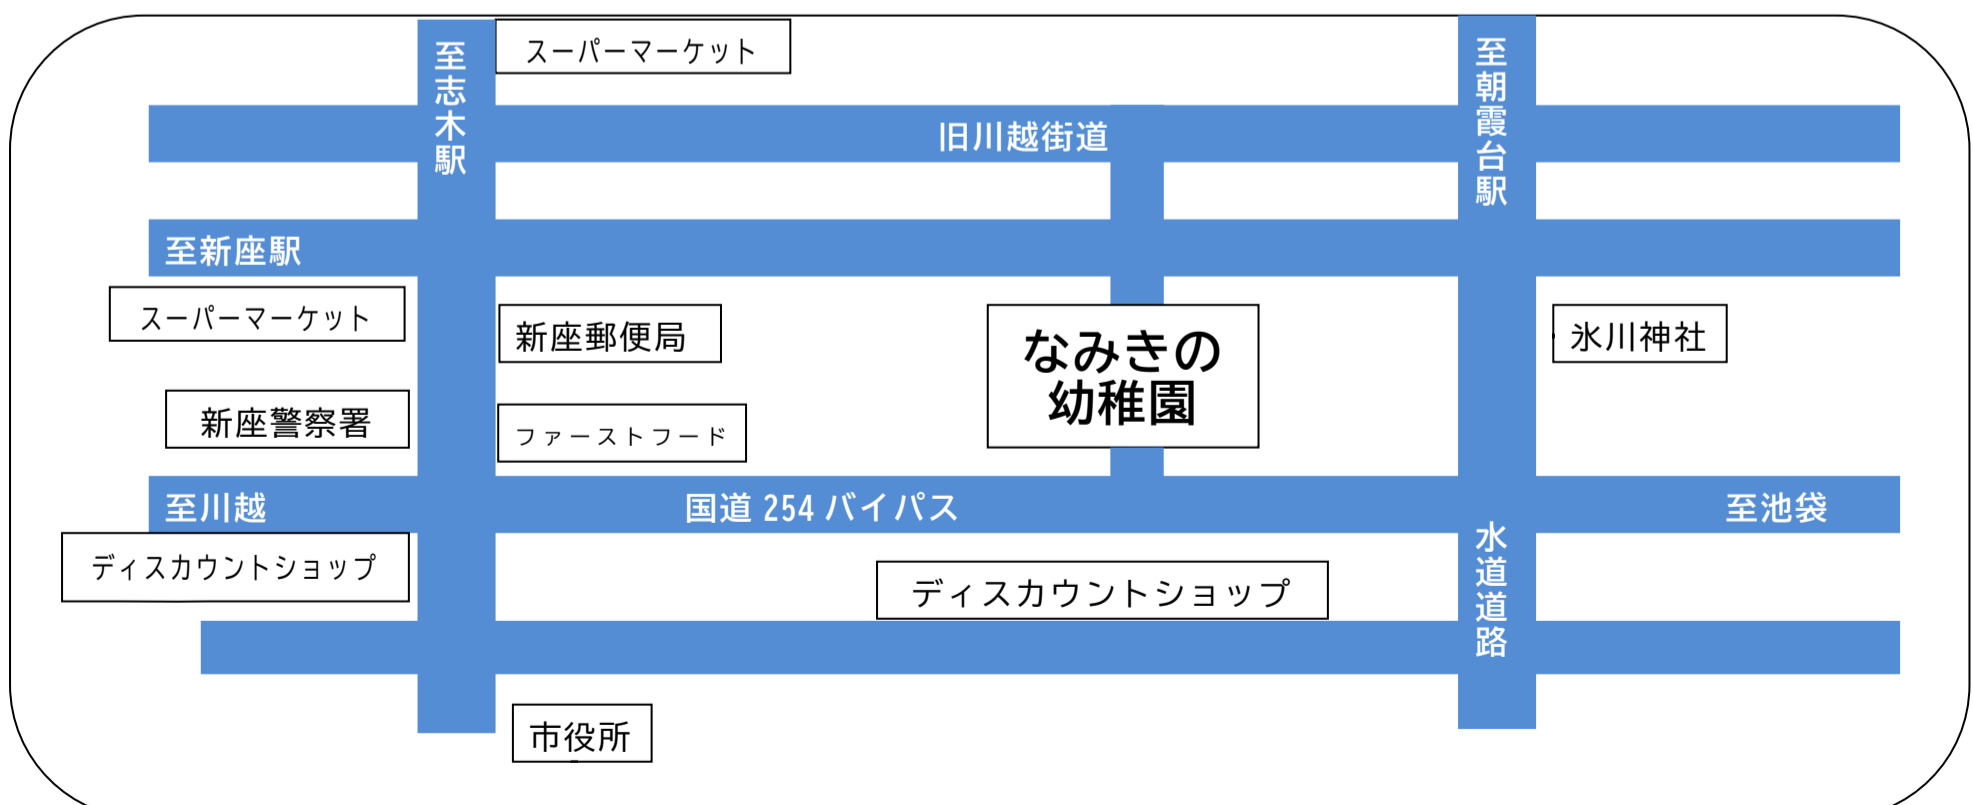 至志木駅
スーパーマーケット
至朝霞台駅
旧川越街道
至新座駅
スーパーマーケット
新座郵便局
なみきの
幼稚園
氷川神社
新座警察署
ファーストフード
至川越
国道 254 バイパス
至池袋
水道道路
ディスカウントショップ
ディスカウントショップ
市役所